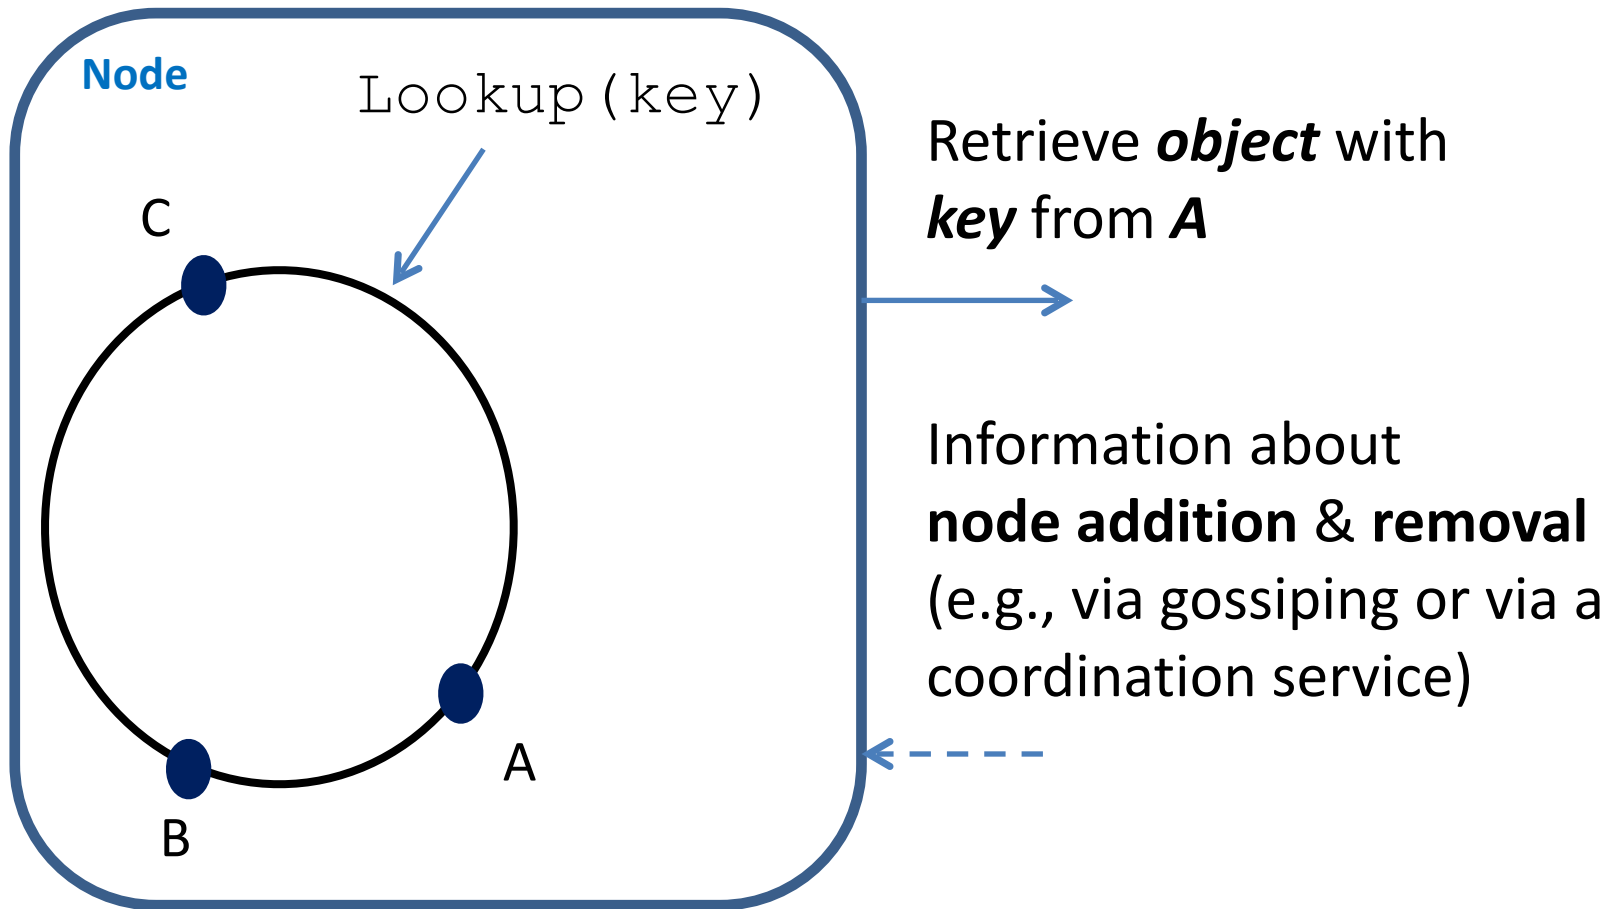 Node
Lookup(key)
C
A
B
Retrieve object with
key from A
Information about
node addition & removal
(e.g., via gossiping or via a
coordination service)